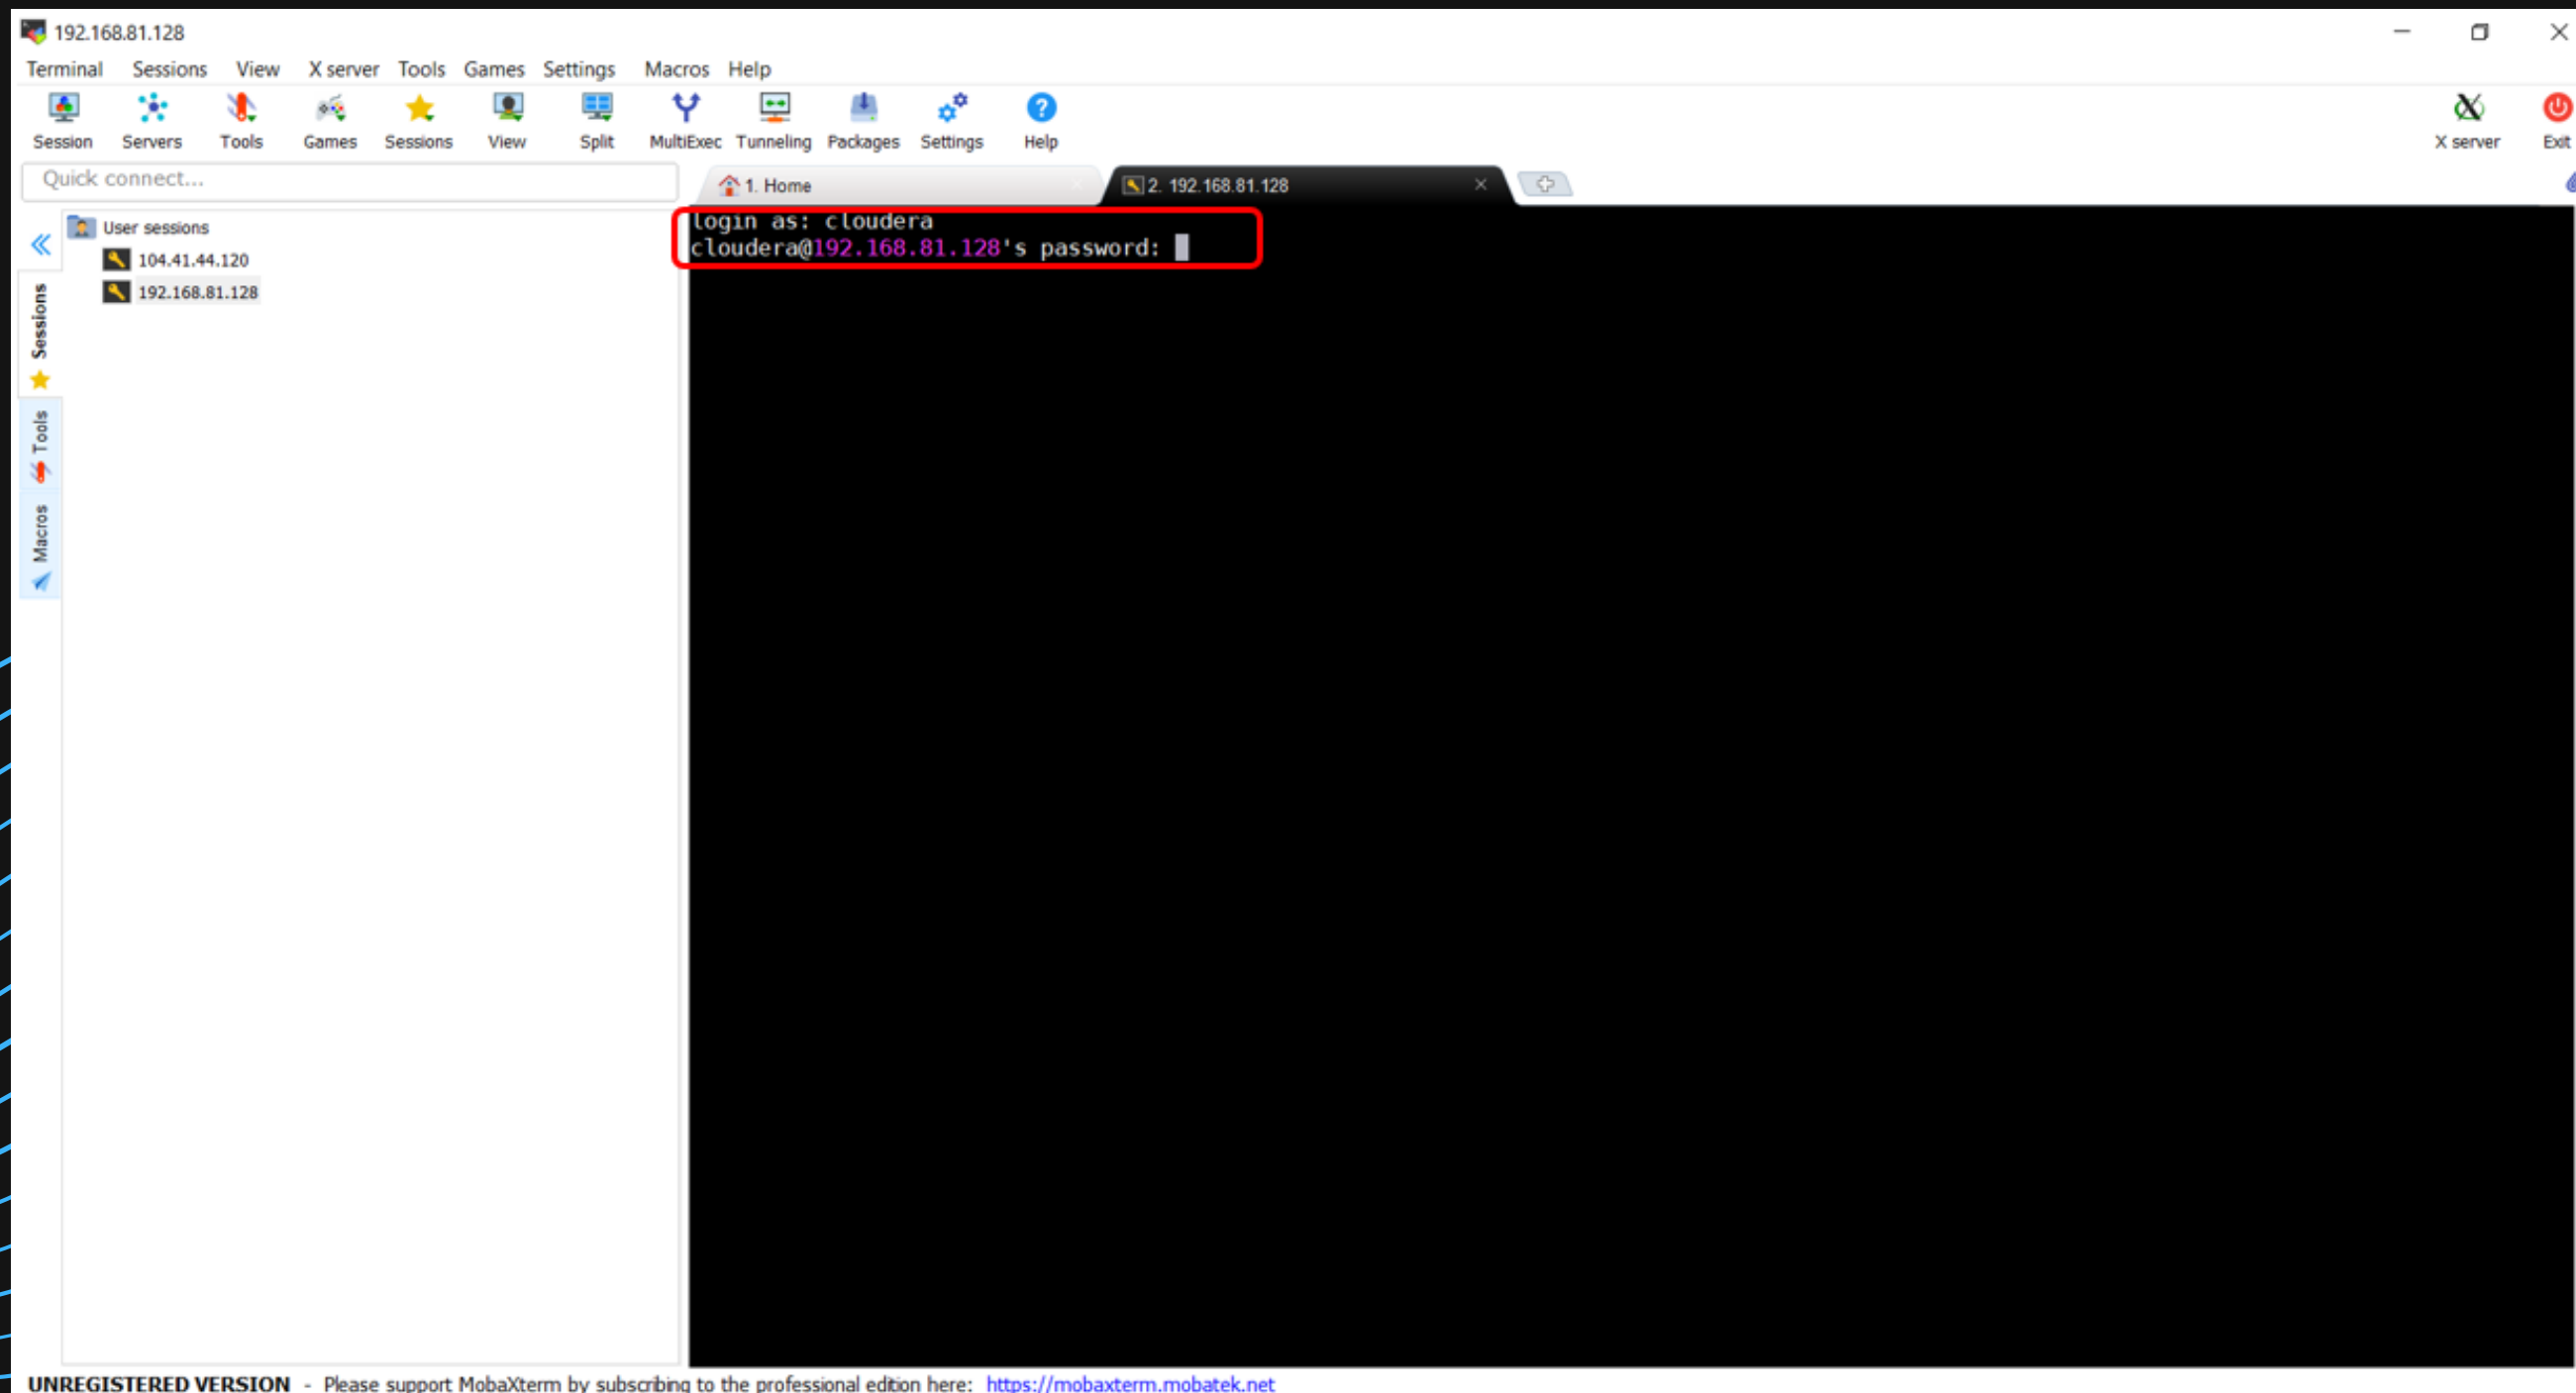 192.168.81.128
Terminal Sessions View X server Tools Games Settings Macros Help
Session Servers Tools Games Sessions View Split MultiExec Tunneling Packages Settings Help X server Exit
Quick connect...
1. Home
2. 192.168.81.128
User sessions
104.41.44.120
192.168.81.128
Sessions
Tools
Macros
login as: cloudera
cloudera@192.168.81.128's password:
UNREGISTERED VERSION - Please support MobaXterm by subscribing to the professional edition here: https://mobaxterm.mobatek.net